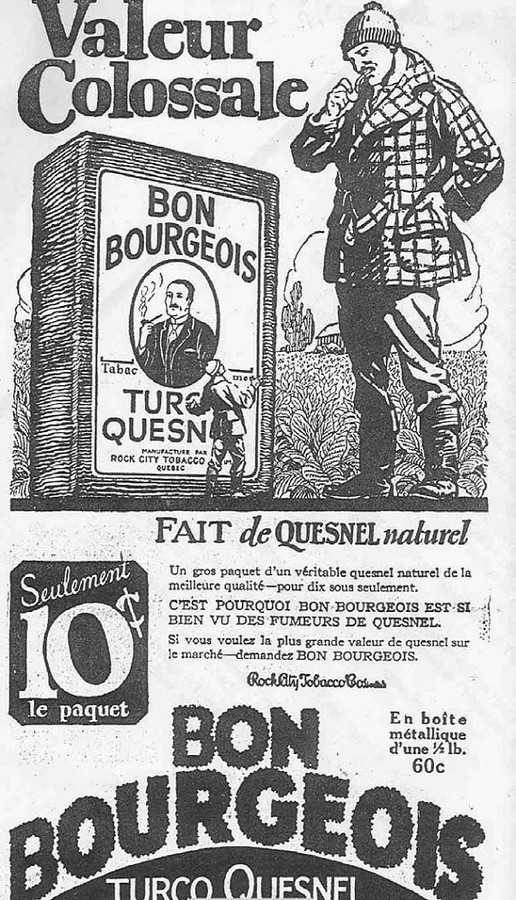 Valeur
Colossale
BON
BOURGEOIS
Tabac
TURC
QUESN
MANUFACTURÉ PAR
ROCK CITY TOBACCO
QUEBEC
FAIT de QUESNEL naturel
Seulement
10¢
le paquet
Un gros paquet d'un véritable quesnel naturel de la
meilleure qualité—pour dix sous seulement.
C'EST POURQUOI BON BOURGEOIS EST SI
BIEN VU DES FUMEURS DE QUESNEL.
Si vous voulez la plus grande valeur de quesnel sur
le marché—demandez BON BOURGEOIS.
Rock City Tobacco Co.
En boîte
métallique
d'une ½ lb.
60c
BON
BOURGEOIS
TURCO QUESNEL